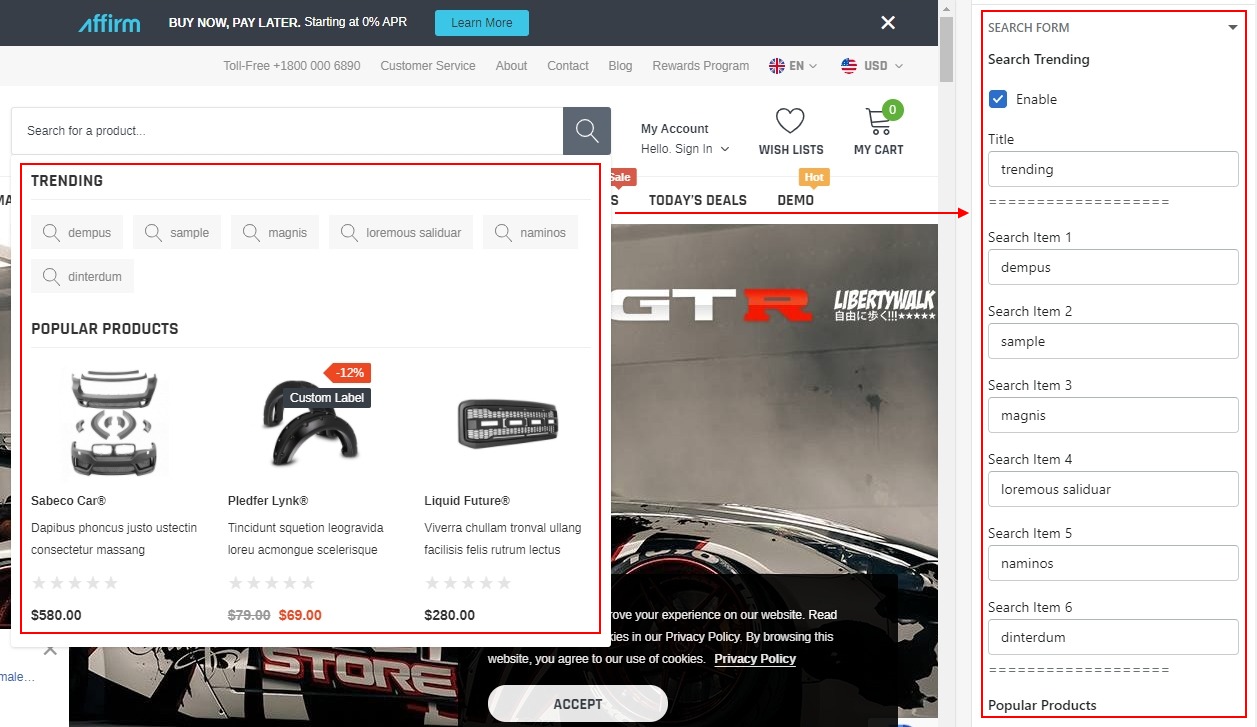 affirm BUY NOW, PAY LATER. Starting at 0% APR Learn More
Toll-Free +1800 000 6890 Customer Service About Contact Blog Rewards Program EN USD
Search for a product...
My Account
Hello. Sign In
WISH LISTS
0
MY CART
Sale
Hot
S TODAY'S DEALS DEMO
TRENDING
dempus sample magnis loremous saliduar naminos
dinterdum
POPULAR PRODUCTS
-12%
Custom Label
Sabeco Car®
Dapibus phoncus justo ustectin
consectetur massang
$580.00
Pledfer Lynk®
Tincidunt squetion leogravida
loreu acmongue scelerisque
$79.00 $69.00
Liquid Future®
Viverra chullam tronval ullang
facilisis felis rutrum lectus
$280.00
GTR
LIBERTYWALK
自由に歩く!!!★★★★★
STORE
male...
rove your experience on our website. Read
kies in our Privacy Policy. By browsing this
website, you agree to our use of cookies. Privacy Policy
ACCEPT
SEARCH FORM
Search Trending
Enable
Title
trending
===================
Search Item 1
dempus
Search Item 2
sample
Search Item 3
magnis
Search Item 4
loremous saliduar
Search Item 5
naminos
Search Item 6
dinterdum
===================
Popular Products